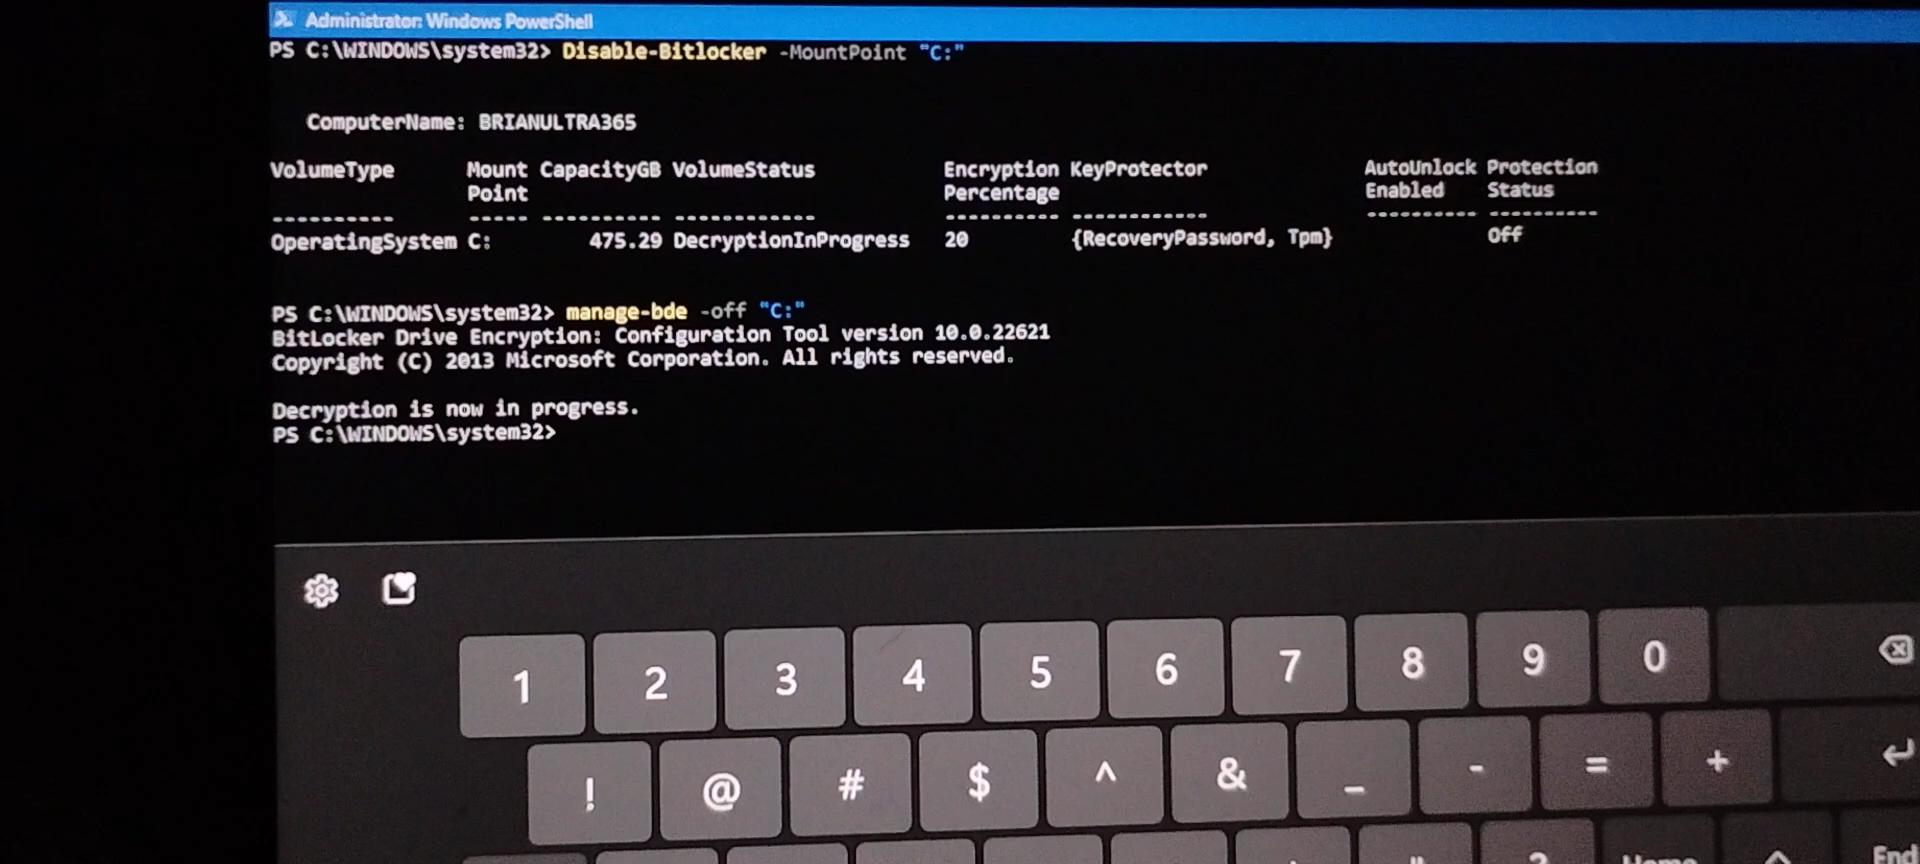 Administrator: Windows PowerShell
PS C:\WINDOWS\system32> Disable-Bitlocker -MountPoint "C:"
ComputerName: BRIANULTRA365
VolumeType Mount CapacityGB VolumeStatus Encryption KeyProtector AutoUnlock Protection
Point Percentage Enabled Status
---------- ----- ---------- ------------ ---------- ------------ ---------- ----------
OperatingSystem C: 475.29 DecryptionInProgress 20 {RecoveryPassword, Tpm} Off
PS C:\WINDOWS\system32> manage-bde -off "C:"
BitLocker Drive Encryption: Configuration Tool version 10.0.22621
Copyright (C) 2013 Microsoft Corporation. All rights reserved.
Decryption is now in progress.
PS C:\WINDOWS\system32>
1 2 3 4 5 6 7 8 9 0
! @ # $ ^ & _ - = +
End